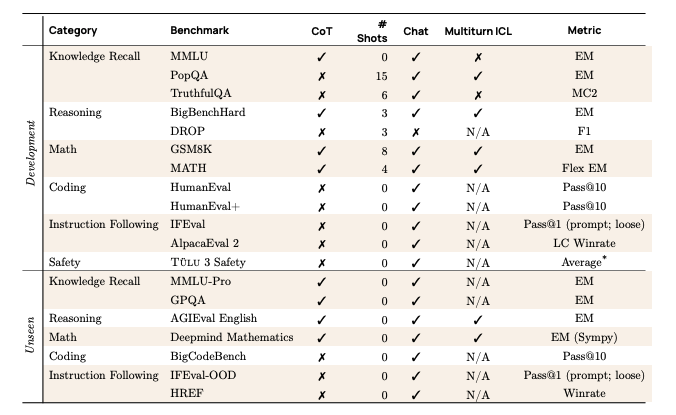 Category Benchmark CoT # Shots Chat Multiturn ICL Metric
Development
Knowledge Recall MMLU ✓ 0 ✓ ✗ EM
PopQA ✗ 15 ✓ ✓ EM
TruthfulQA ✗ 6 ✓ ✗ MC2
Reasoning BigBenchHard ✓ 3 ✓ ✓ EM
DROP ✗ 3 ✗ N/A F1
Math GSM8K ✓ 8 ✓ ✓ EM
MATH ✓ 4 ✓ ✓ Flex EM
Coding HumanEval ✗ 0 ✓ N/A Pass@10
HumanEval+ ✗ 0 ✓ N/A Pass@10
Instruction Following IFEval ✗ 0 ✓ N/A Pass@1 (prompt; loose)
AlpacaEval 2 ✗ 0 ✓ N/A LC Winrate
Safety TÜLU 3 Safety ✗ 0 ✓ N/A Average*
Unseen
Knowledge Recall MMLU-Pro ✓ 0 ✓ N/A EM
GPQA ✓ 0 ✓ N/A EM
Reasoning AGIEval English ✓ 0 ✓ ✓ EM
Math Deepmind Mathematics ✓ 0 ✓ ✓ EM (Sympy)
Coding BigCodeBench ✗ 0 ✓ N/A Pass@10
Instruction Following IFEval-OOD ✗ 0 ✓ N/A Pass@1 (prompt; loose)
HREF ✗ 0 ✓ N/A Winrate